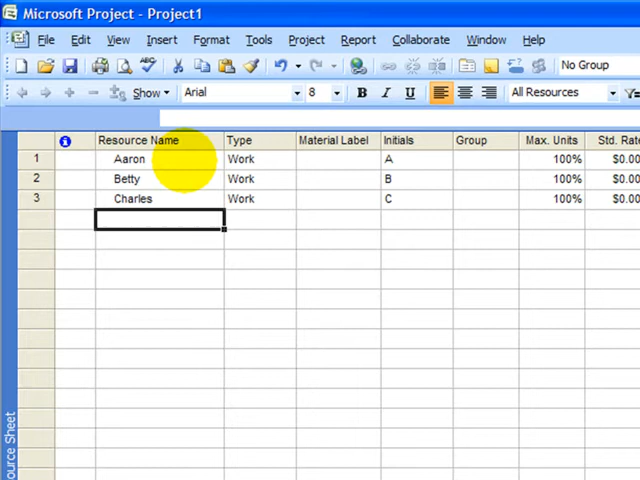 Microsoft Project - Project1
File Edit View Insert Format Tools Project Report Collaborate Window Help
No Group
Show Arial 8 B I U All Resources
Resource Name Type Material Label Initials Group Max. Units Std. Rate
1 Aaron Work A 100% $0.00
2 Betty Work B 100% $0.00
3 Charles Work C 100% $0.00
ource Sheet